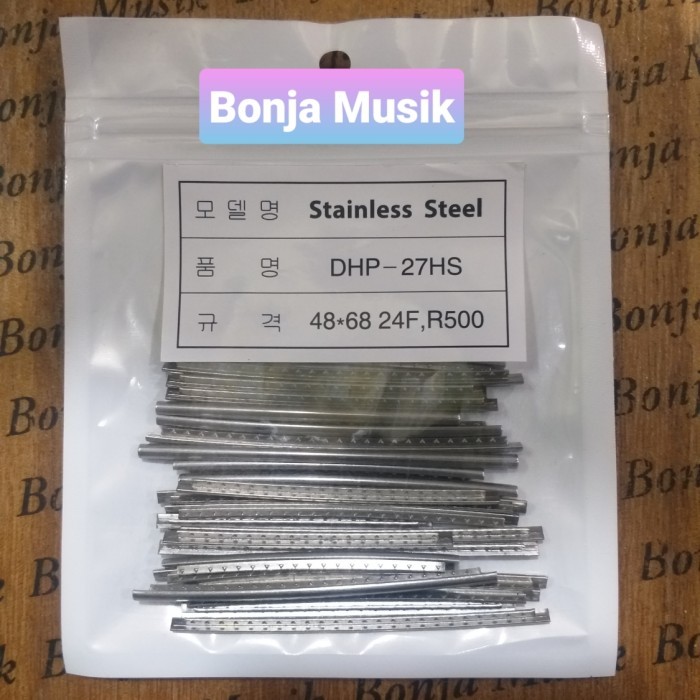 Bonja Musik
모델명 Stainless Steel
품 명 DHP-27HS
규 격 48*68 24F,R500